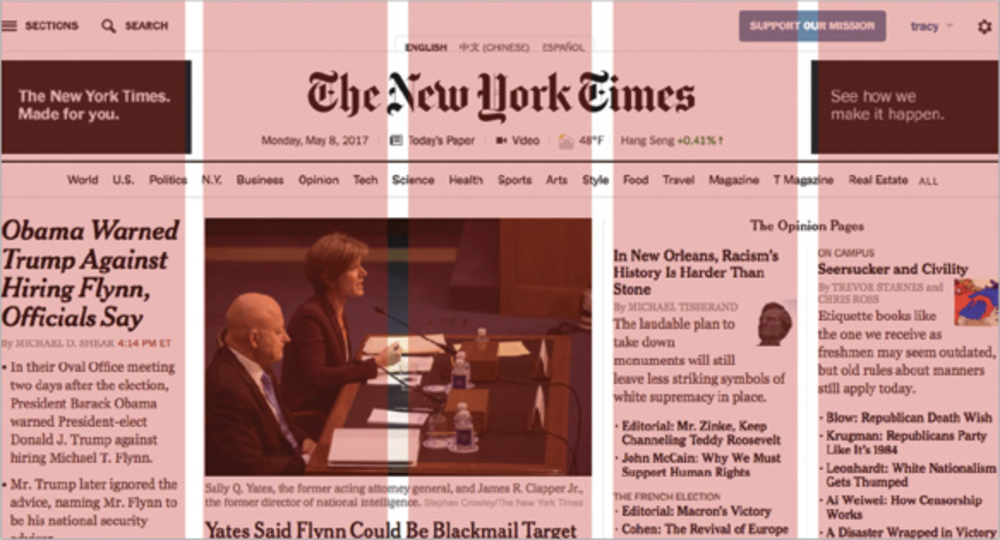 SECTIONS SEARCH
SUPPORT OUR MISSION
tracy
ENGLISH 中文 (CHINESE) ESPAÑOL
The New York Times.
Made for you.
The New York Times
See how we
make it happen.
Monday, May 8, 2017 Today's Paper Video 48°F Hang Seng +0.41%↑
World U.S. Politics N.Y. Business Opinion Tech Science Health Sports Arts Style Food Travel Magazine T Magazine Real Estate ALL
Obama Warned
Trump Against
Hiring Flynn,
Officials Say
By MICHAEL D. SHEAR 4:14 PM ET
▪ In their Oval Office meeting
two days after the election,
President Barack Obama
warned President-elect
Donald J. Trump against
hiring Michael T. Flynn.
▪ Mr. Trump later ignored the
advice, naming Mr. Flynn to
be his national security
Sally Q. Yates, the former acting attorney general, and James R. Clapper Jr.,
the former director of national intelligence. Stephen Crowley/The New York Times
Yates Said Flynn Could Be Blackmail Target
The Opinion Pages
In New Orleans, Racism's
History Is Harder Than
Stone
By MICHAEL TISSERAND
The laudable plan to
take down
monuments will still
leave less striking symbols of
white supremacy in place.
· Editorial: Mr. Zinke, Keep
Channeling Teddy Roosevelt
· John McCain: Why We Must
Support Human Rights
THE FRENCH ELECTION
· Editorial: Macron's Victory
· Cohen: The Revival of Europe
ON CAMPUS
Seersucker and Civility
By TREVOR STARNES and
CHRIS ROSS
Etiquette books like
the one we receive as
freshmen may seem outdated,
but old rules about manners
still apply today.
· Blow: Republican Death Wish
· Krugman: Republicans Party
Like It's 1984
· Leonhardt: White Nationalism
Gets Thumped
· Ai Weiwei: How Censorship
Works
· A Disaster Wrapped in Victory